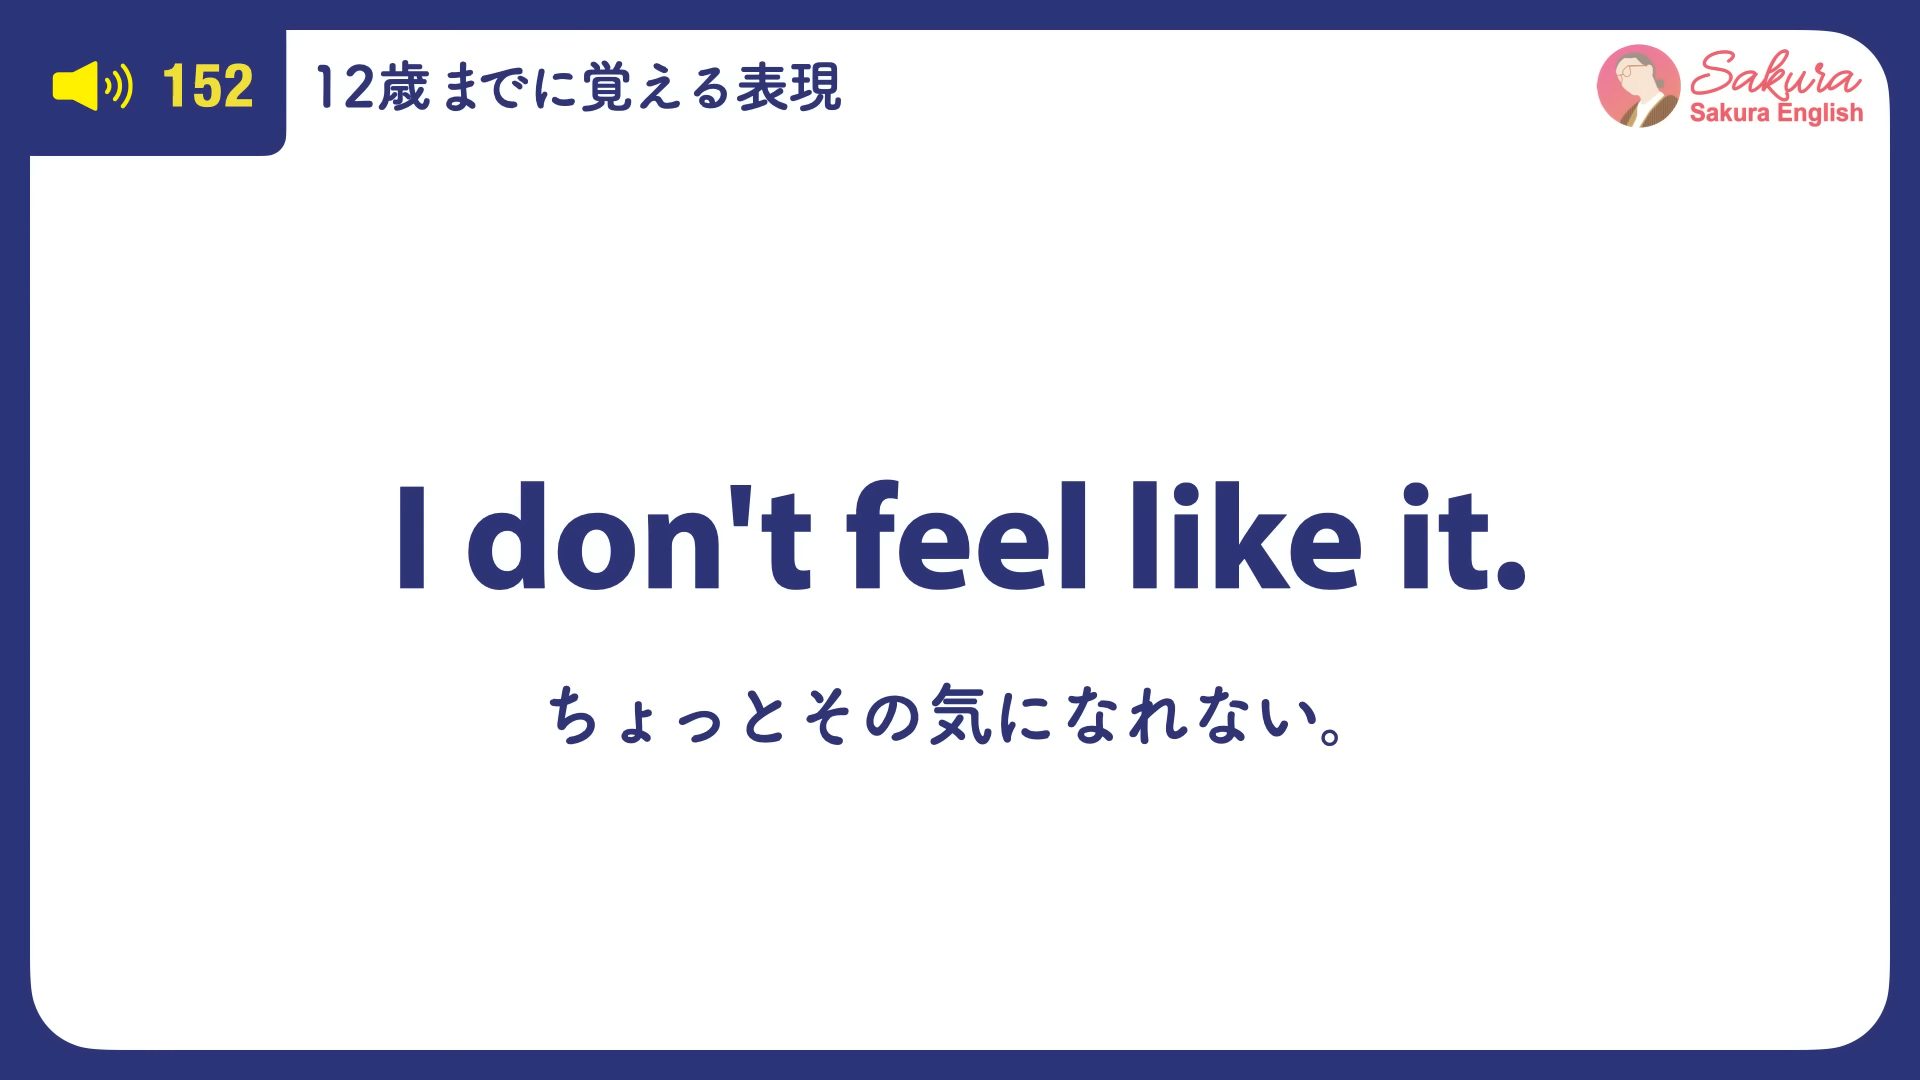 152
12歳までに覚える表現
Sakura
Sakura English
I don't feel like it.
ちょっとその気になれない。